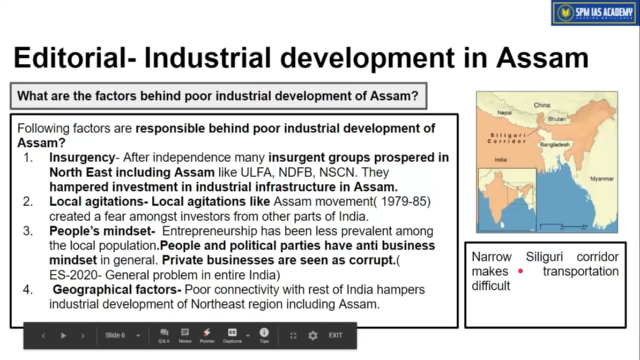 SPM IAS ACADEMY
Editorial- Industrial development in Assam
What are the factors behind poor industrial development of Assam?
Following factors are responsible behind poor industrial development of
Assam?
1. Insurgency- After independence many insurgent groups prospered in
North East including Assam like ULFA, NDFB, NSCN. They
hampered investment in industrial infrastructure in Assam.
2. Local agitations- Local agitations like Assam movement( 1979-85)
created a fear amongst investors from other parts of India.
3. People's mindset- Entrepreneurship has been less prevalent among
the local population. People and political parties have anti business
mindset in general. Private businesses are seen as corrupt.(
ES-2020- General problem in entire India)
4. Geographical factors- Poor connectivity with rest of India hampers
industrial development of Northeast region including Assam.
China
Nepal
Bhutan
Siliguri
Corridor
Bangladesh
India
Myanmar
Narrow Siliguri corridor
makes transportation
difficult
Slide 6
Q&A
Notes
Pointer
Captions
Tips
EXIT